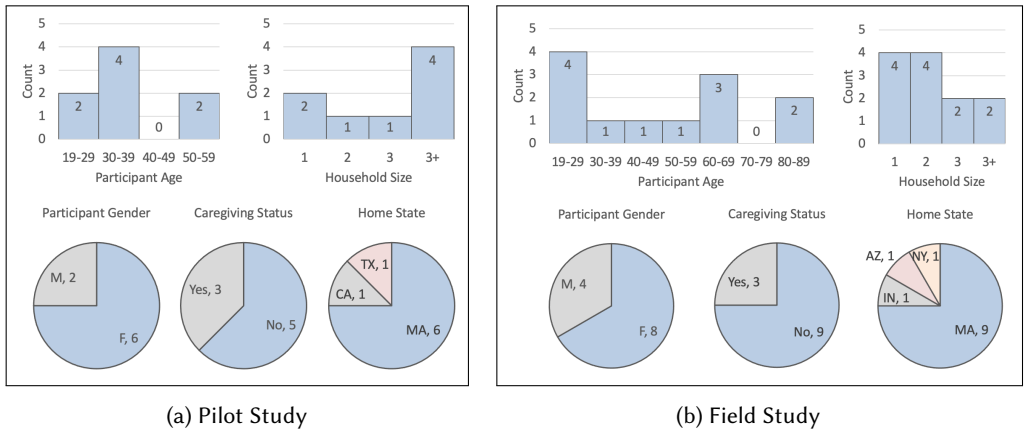 5
4
3
2
1
0
Count
2
4
0
2
19-29 30-39 40-49 50-59
Participant Age
5
4
3
2
1
0
Count
2
1
1
4
1 2 3 3+
Household Size
Participant Gender
M, 2
F, 6
Caregiving Status
Yes, 3
No, 5
Home State
TX, 1
CA, 1
MA, 6
(a) Pilot Study
5
4
3
2
1
0
Count
4
1
1
1
3
0
2
19-29 30-39 40-49 50-59 60-69 70-79 80-89
Participant Age
5
4
3
2
1
0
Count
4
4
2
2
1 2 3 3+
Household Size
Participant Gender
M, 4
F, 8
Caregiving Status
Yes, 3
No, 9
Home State
AZ, 1
NY, 1
IN, 1
MA, 9
(b) Field Study